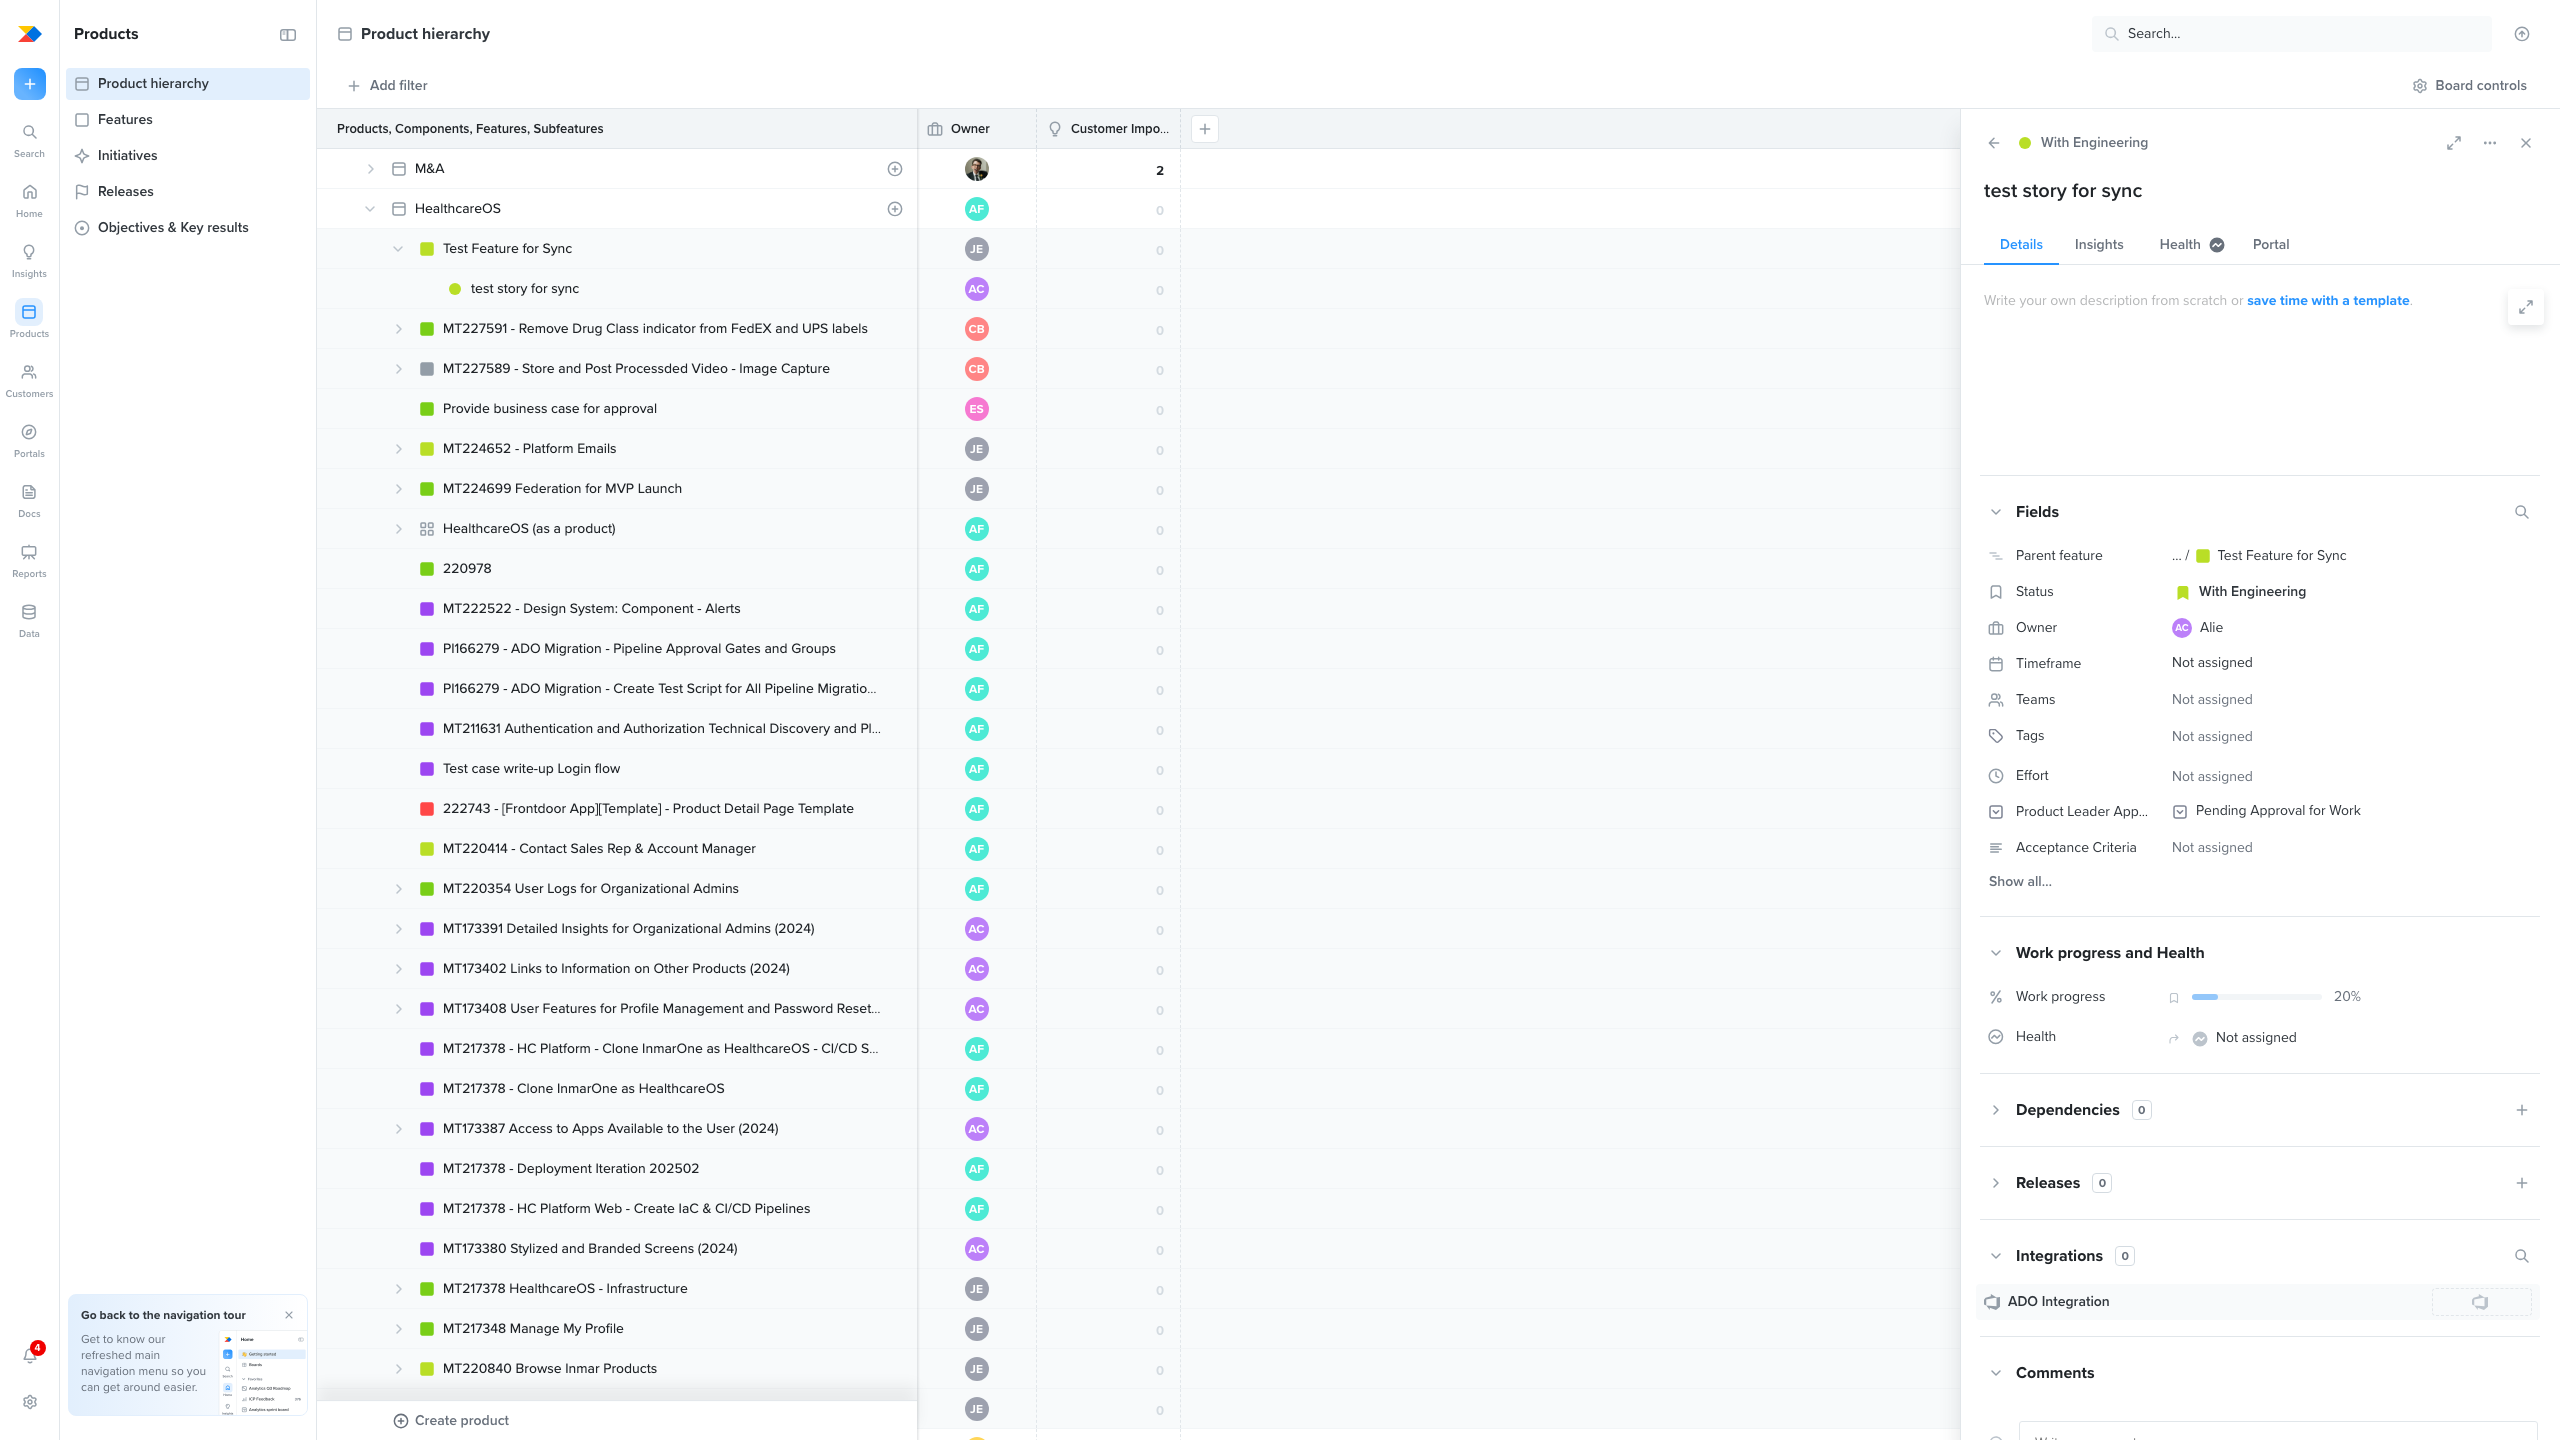 Products
Product hierarchy
Features
Initiatives
Releases
Objectives & Key results
Search
Home
Insights
Products
Customers
Portals
Docs
Reports
Data
4
Go back to the navigation tour
Get to know our
refreshed main
navigation menu so you
can get around easier.
Product hierarchy
Search...
Add filter
Board controls
Products, Components, Features, Subfeatures
Owner
Customer Impo...
M&A
2
HealthcareOS
AF
0
Test Feature for Sync
JE
0
test story for sync
AC
0
MT227591 - Remove Drug Class indicator from FedEX and UPS labels
CB
0
MT227589 - Store and Post Processded Video - Image Capture
CB
0
Provide business case for approval
ES
0
MT224652 - Platform Emails
JE
0
MT224699 Federation for MVP Launch
JE
0
HealthcareOS (as a product)
AF
0
220978
AF
0
MT222522 - Design System: Component - Alerts
AF
0
PI166279 - ADO Migration - Pipeline Approval Gates and Groups
AF
0
PI166279 - ADO Migration - Create Test Script for All Pipeline Migratio...
AF
0
MT211631 Authentication and Authorization Technical Discovery and Pl...
AF
0
Test case write-up Login flow
AF
0
222743 - [Frontdoor App][Template] - Product Detail Page Template
AF
0
MT220414 - Contact Sales Rep & Account Manager
AF
0
MT220354 User Logs for Organizational Admins
AF
0
MT173391 Detailed Insights for Organizational Admins (2024)
AC
0
MT173402 Links to Information on Other Products (2024)
AC
0
MT173408 User Features for Profile Management and Password Reset...
AC
0
MT217378 - HC Platform - Clone InmarOne as HealthcareOS - CI/CD S...
AF
0
MT217378 - Clone InmarOne as HealthcareOS
AF
0
MT173387 Access to Apps Available to the User (2024)
AC
0
MT217378 - Deployment Iteration 202502
AF
0
MT217378 - HC Platform Web - Create IaC & CI/CD Pipelines
AF
0
MT173380 Stylized and Branded Screens (2024)
AC
0
MT217378 HealthcareOS - Infrastructure
JE
0
MT217348 Manage My Profile
JE
0
MT220840 Browse Inmar Products
JE
0
JE
0
Create product
With Engineering
test story for sync
Details
Insights
Health
Portal
Write your own description from scratch or save time with a template.
Fields
Parent feature
... / Test Feature for Sync
Status
With Engineering
Owner
AC Alie
Timeframe
Not assigned
Teams
Not assigned
Tags
Not assigned
Effort
Not assigned
Product Leader App...
Pending Approval for Work
Acceptance Criteria
Not assigned
Show all...
Work progress and Health
Work progress
20%
Health
Not assigned
Dependencies 0
Releases 0
Integrations 0
ADO Integration
Comments